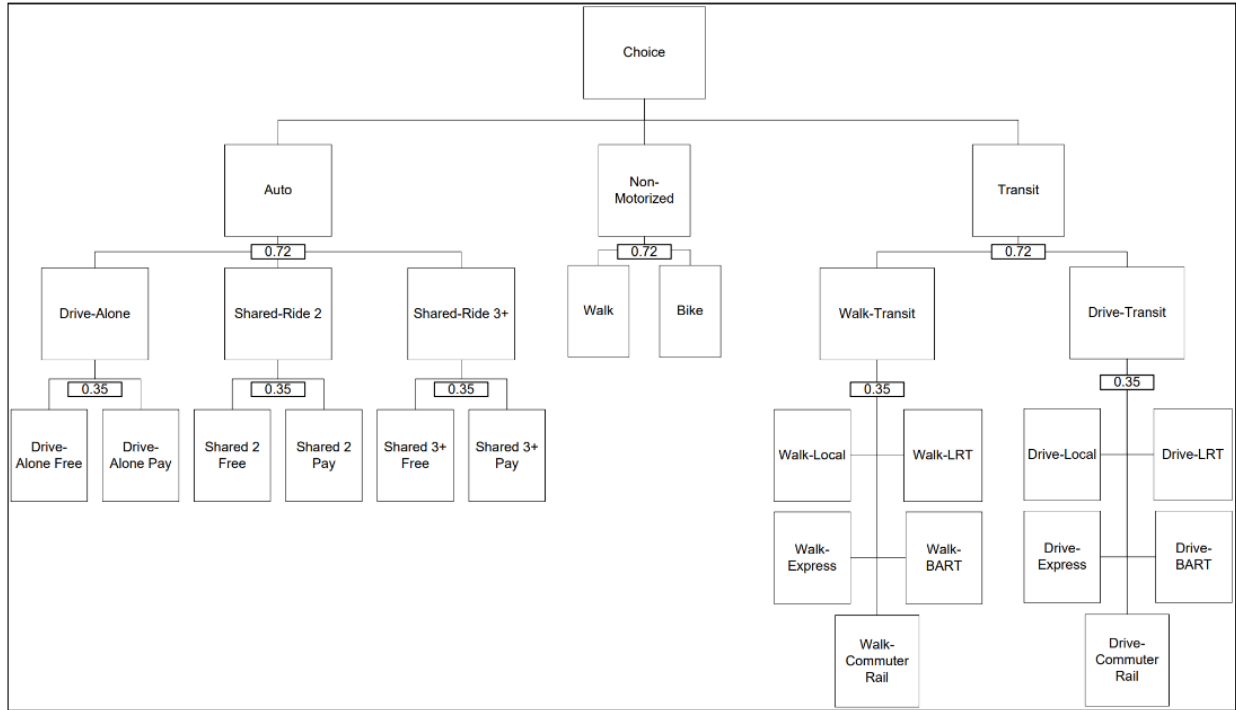 Choice
Auto
Non-
Motorized
Transit
0.72
0.72
0.72
Drive-Alone
Shared-Ride 2
Shared-Ride 3+
Walk
Bike
Walk-Transit
Drive-Transit
0.35
0.35
0.35
0.35
0.35
Drive-
Alone Free
Drive-
Alone Pay
Shared 2
Free
Shared 2
Pay
Shared 3+
Free
Shared 3+
Pay
Walk-Local
Walk-LRT
Drive-Local
Drive-LRT
Walk-
Express
Walk-
BART
Drive-
Express
Drive-
BART
Walk-
Commuter
Rail
Drive-
Commuter
Rail